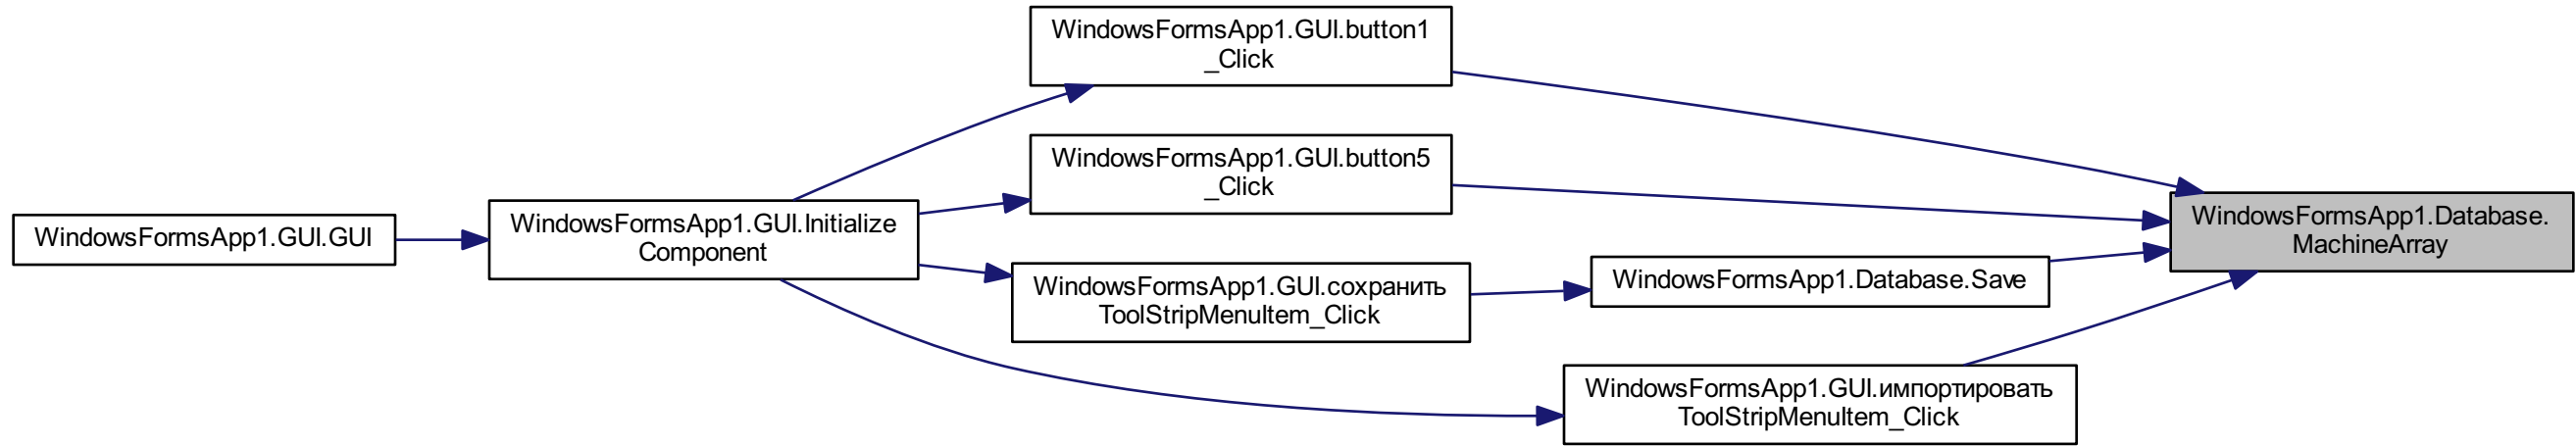 WindowsFormsApp1.GUI.GUI
WindowsFormsApp1.GUI.Initialize
Component
WindowsFormsApp1.GUI.button1
_Click
WindowsFormsApp1.GUI.button5
_Click
WindowsFormsApp1.GUI.сохранить
ToolStripMenuItem_Click
WindowsFormsApp1.Database.Save
WindowsFormsApp1.GUI.импортировать
ToolStripMenuItem_Click
WindowsFormsApp1.Database.
MachineArray